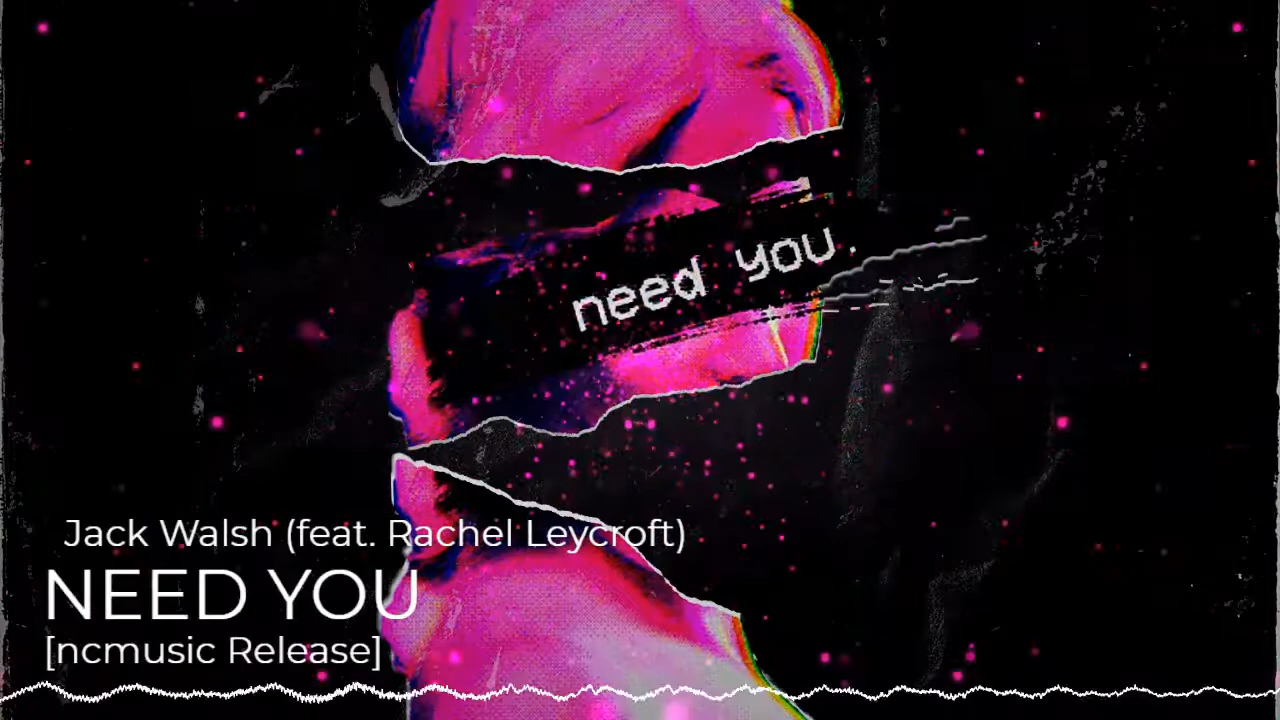 need you.
Jack Walsh (feat. Rachel Leycroft)
NEED YOU
[ncmusic Release]